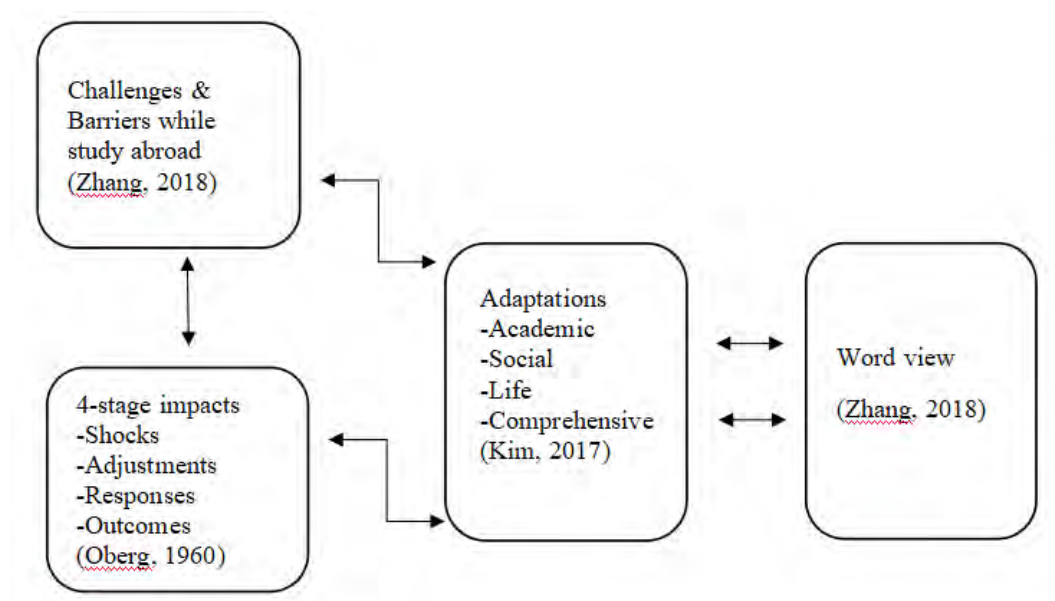 Challenges &
Barriers while
study abroad
(Zhang, 2018)
4-stage impacts
-Shocks
-Adjustments
-Responses
-Outcomes
(Oberg, 1960)
Adaptations
-Academic
-Social
-Life
-Comprehensive
(Kim, 2017)
Word view
(Zhang, 2018)